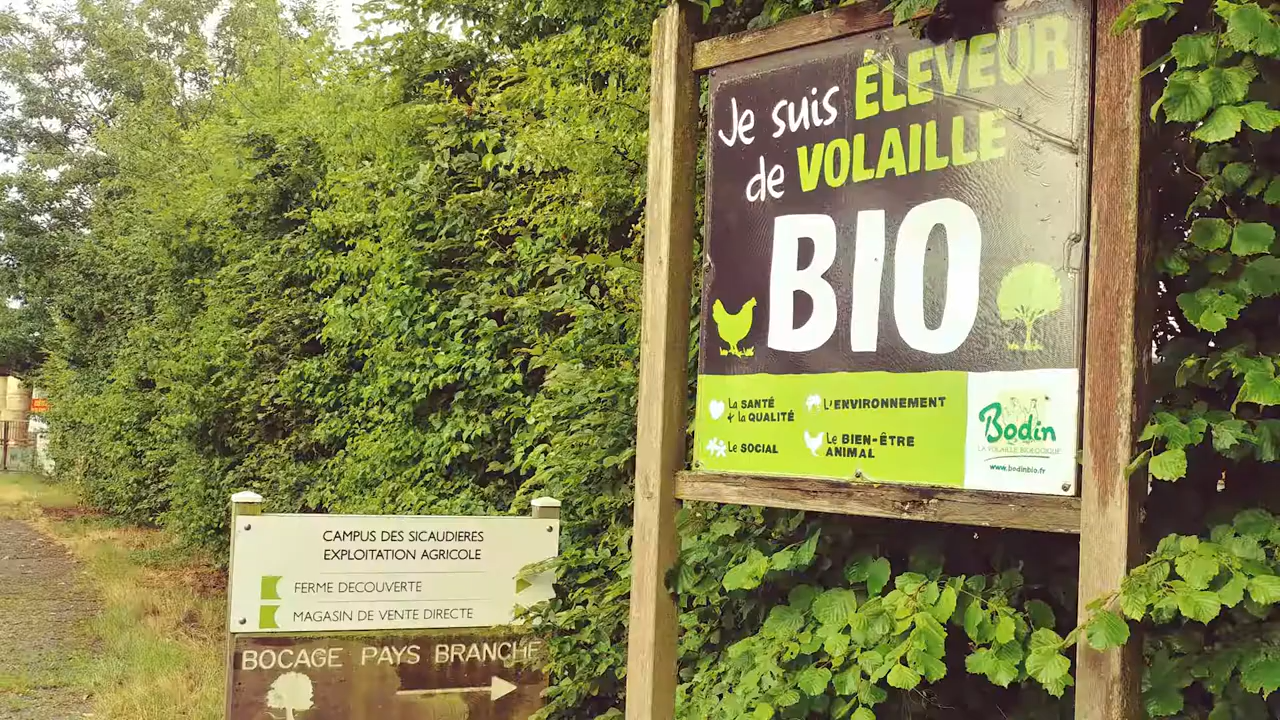 Je suis ÉLEVEUR
de VOLAILLE
BIO
La SANTÉ
& la QUALITÉ
L'ENVIRONNEMENT
Le SOCIAL
Le BIEN-ÊTRE
ANIMAL
Bodin
LA VOLAILLE BIOLOGIQUE
www.bodinbio.fr
CAMPUS DES SICAUDIERES
EXPLOITATION AGRICOLE
FERME DECOUVERTE
MAGASIN DE VENTE DIRECTE
BOCAGE PAYS BRANCHÉ